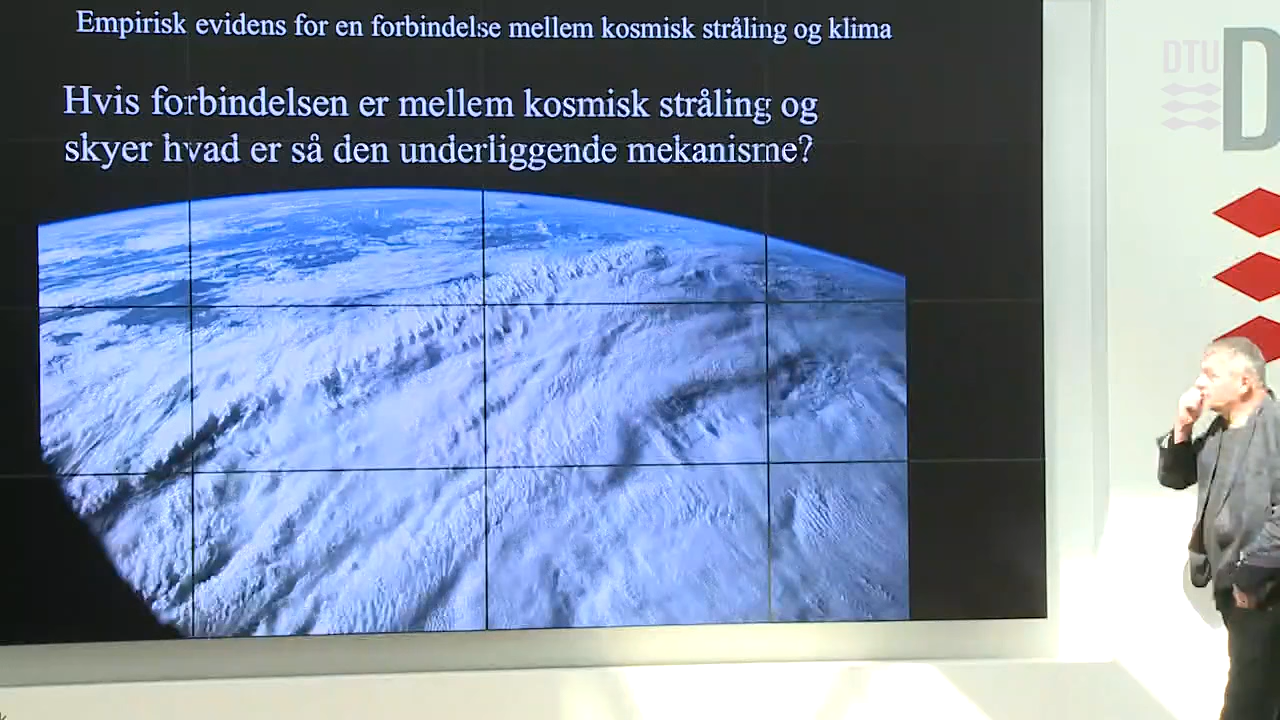 Empirisk evidens for en forbindelse mellem kosmisk stråling og klima
Hvis forbindelsen er mellem kosmisk stråling og
skyer hvad er så den underliggende mekanisme?
DTU
D